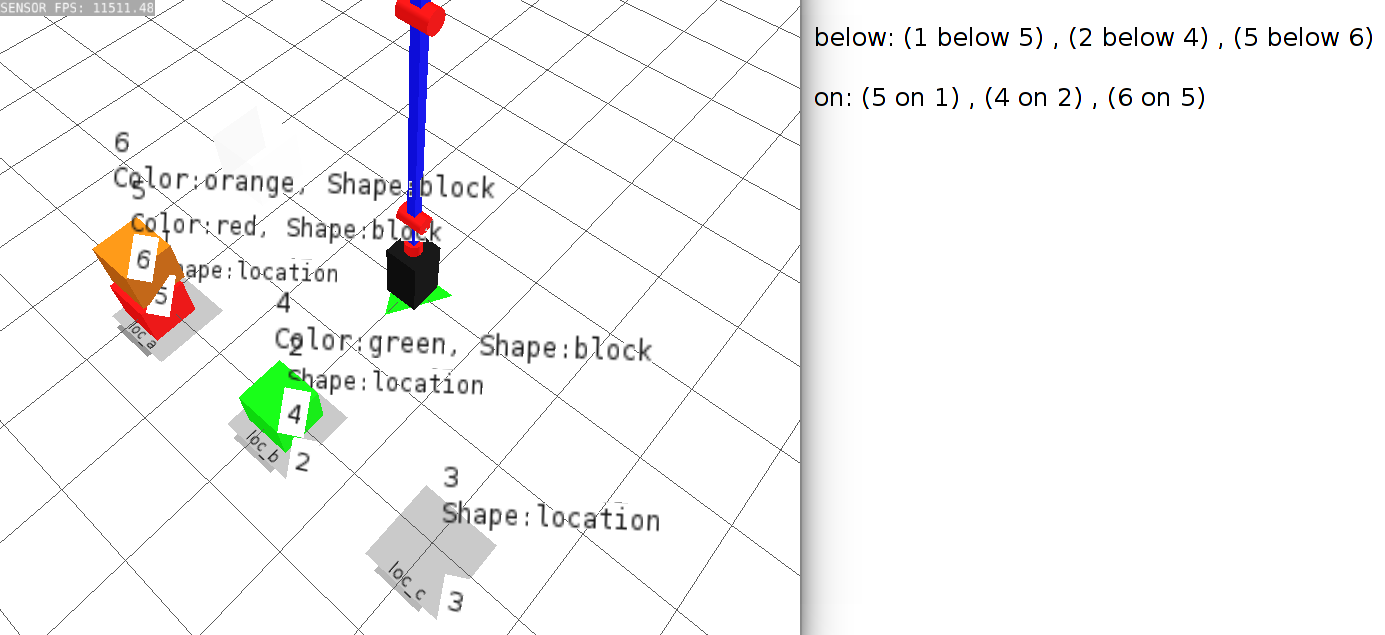 SENSOR FPS: 11511.48
below: (1 below 5) , (2 below 4) , (5 below 6)
on: (5 on 1) , (4 on 2) , (6 on 5)
6
Color:orange, Shape:block
5
Color:red, Shape:block
6
Shape:location
5
loc_a
4
Color:green, Shape:block
2
Shape:location
4
loc_b
2
3
Shape:location
loc_c
3